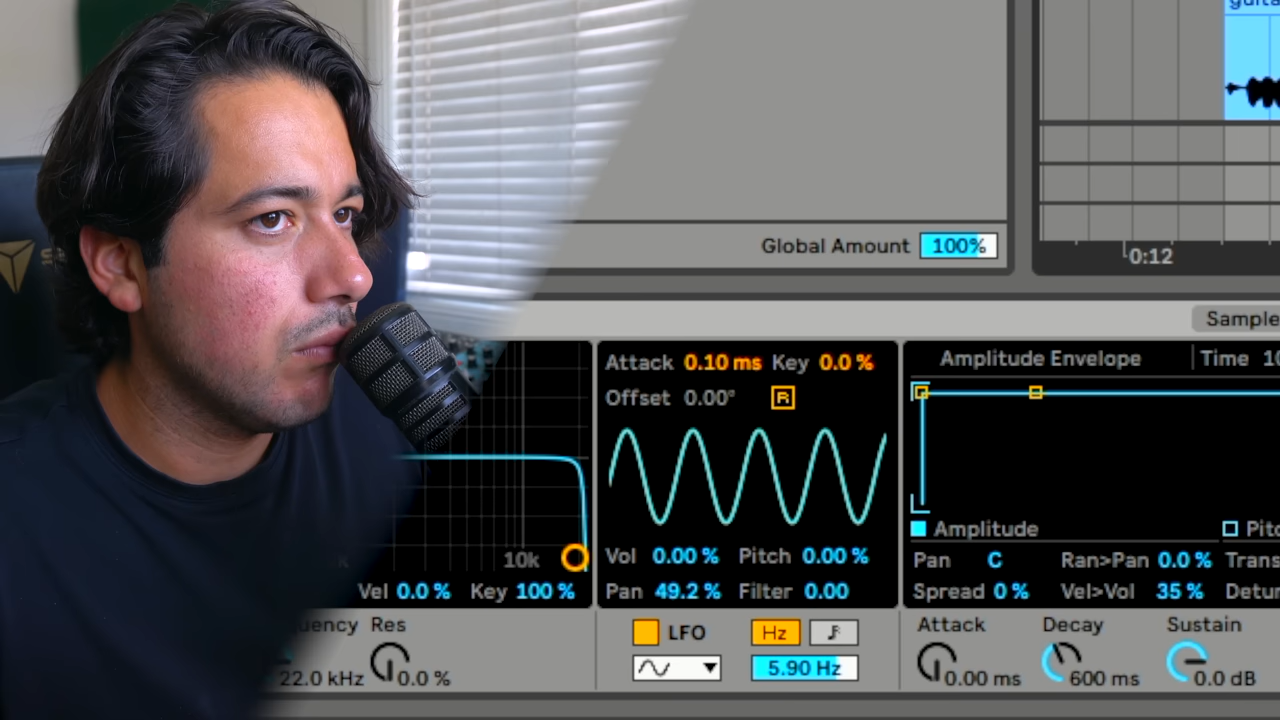 Global Amount 100%
0:12
Sample
Attack 0.10 ms Key 0.0 %
Offset 0.00°
R
Amplitude Envelope
Time
10k
Vol 0.00 % Pitch 0.00 %
Pan 49.2 % Filter 0.00
Vel 0.0 % Key 100 %
Amplitude
Pan C Ran>Pan 0.0 %
Spread 0 % Vel>Vol 35 %
Res
22.0 kHz 0.0 %
LFO Hz
5.90 Hz
Attack Decay Sustain
0.00 ms 600 ms 0.0 dB